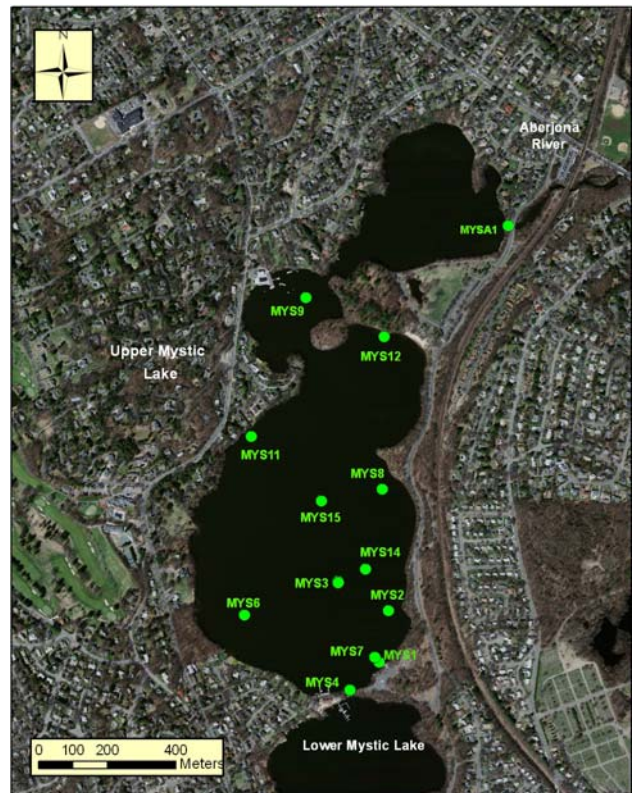 N
Aberjona
River
MYSA1
MYS9
MYS12
Upper Mystic
Lake
MYS11
MYS8
MYS15
MYS14
MYS3
MYS2
MYS6
MYS7
MYS1
MYS4
Lower Mystic Lake
0 100 200 400
Meters